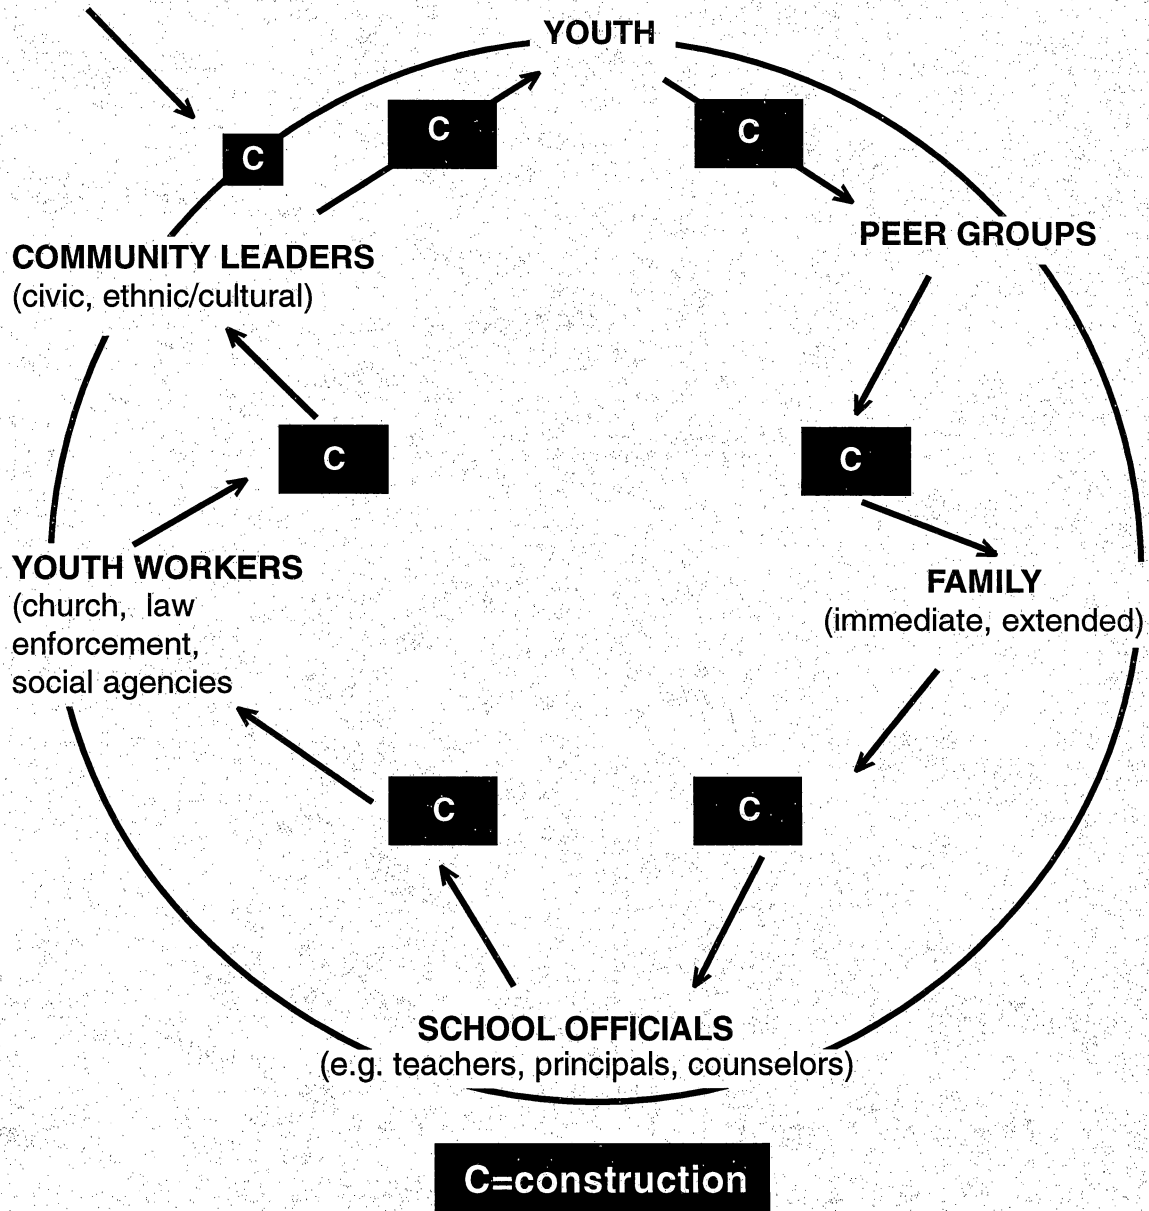 YOUTH
C
C
C
PEER GROUPS
COMMUNITY LEADERS
(civic, ethnic/cultural)
C
C
YOUTH WORKERS
(church, law
enforcement,
social agencies
FAMILY
(immediate, extended)
C
C
SCHOOL OFFICIALS
(e.g. teachers, principals, counselors)
C=construction